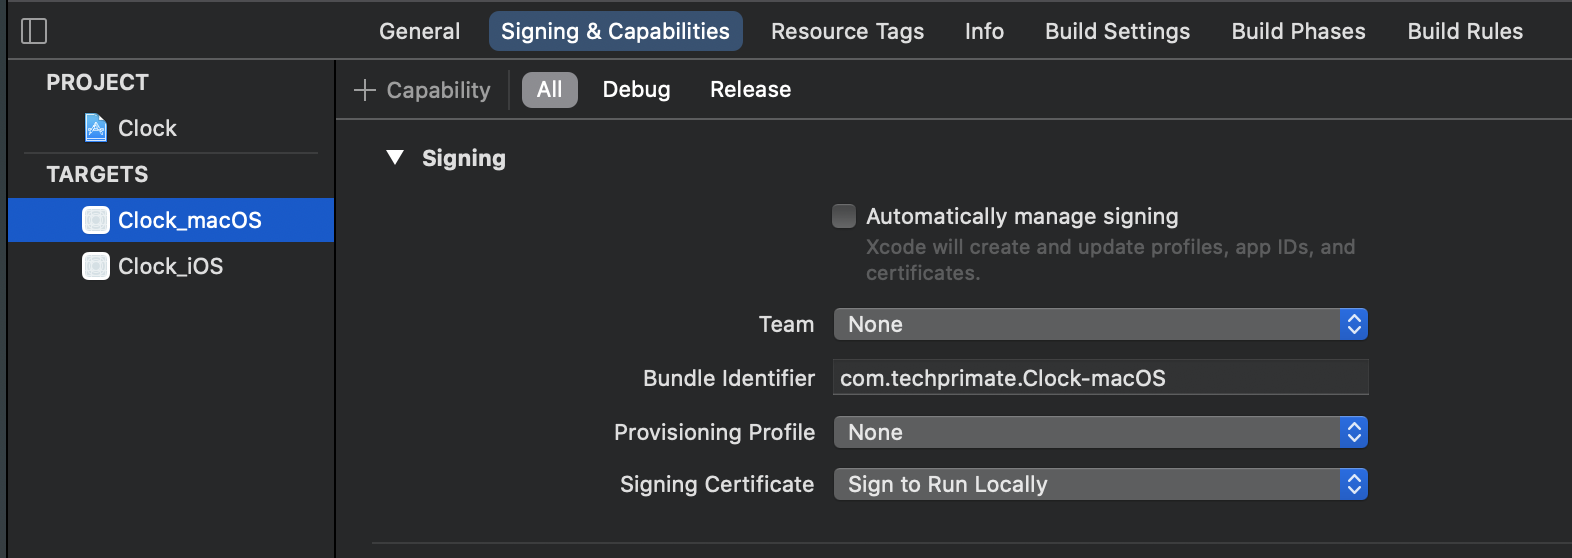 General Signing & Capabilities Resource Tags Info Build Settings Build Phases Build Rules
PROJECT
Clock
TARGETS
Clock_macOS
Clock_iOS
Capability All Debug Release
Signing
Automatically manage signing
Xcode will create and update profiles, app IDs, and
certificates.
Team None
Bundle Identifier com.techprimate.Clock-macOS
Provisioning Profile None
Signing Certificate Sign to Run Locally